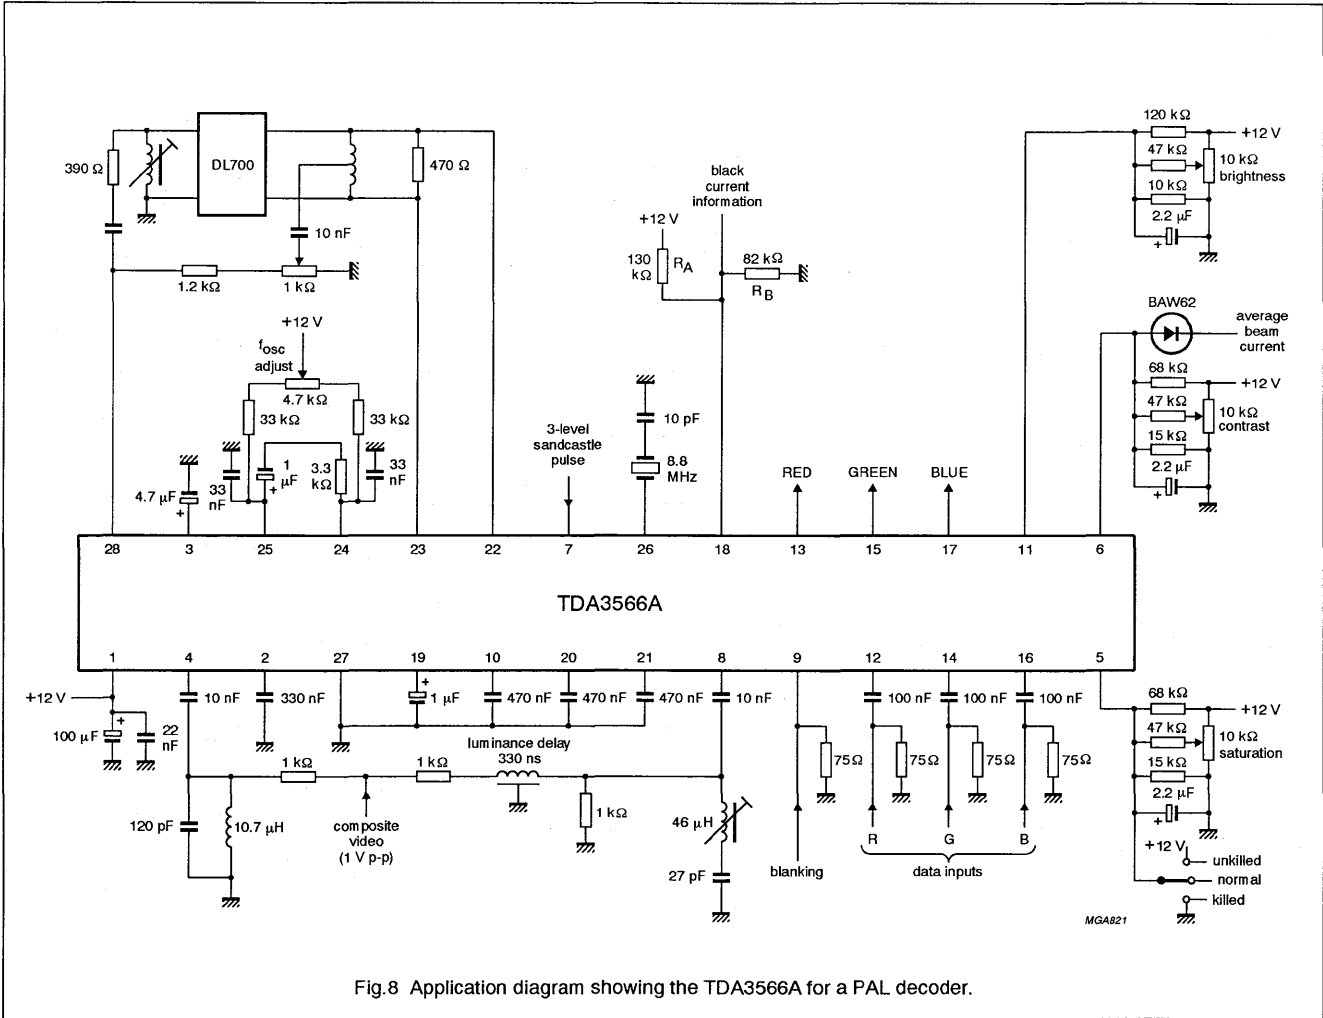 120 kΩ
+12 V
47 kΩ
10 kΩ
brightness
10 kΩ
2.2 µF
+
390 Ω
DL700
470 Ω
10 nF
1.2 kΩ
1 kΩ
black
current
information
+12 V
130
kΩ
RA
82 kΩ
RB
BAW62
average
beam
current
68 kΩ
+12 V
47 kΩ
10 kΩ
contrast
15 kΩ
2.2 µF
+
+12 V
fosc
adjust
4.7 kΩ
33 kΩ
33 kΩ
4.7 µF
+
33
nF
1
µF
+
3.3
kΩ
33
nF
3-level
sandcastle
pulse
10 pF
8.8
MHz
RED
GREEN
BLUE
28
3
25
24
23
22
7
26
18
13
15
17
11
6
TDA3566A
1
4
2
27
19
10
20
21
8
9
12
14
16
5
+12 V
100 µF
+
22
nF
10 nF
330 nF
+
1 µF
470 nF
470 nF
470 nF
10 nF
100 nF
100 nF
100 nF
luminance delay
330 ns
1 kΩ
1 kΩ
1 kΩ
120 pF
10.7 µH
composite
video
(1 V p-p)
46 µH
27 pF
75Ω
75Ω
75Ω
75Ω
blanking
R
G
B
data inputs
68 kΩ
+12 V
47 kΩ
10 kΩ
saturation
15 kΩ
2.2 µF
+
+12 V
unkilled
normal
killed
MGA821
Fig.8 Application diagram showing the TDA3566A for a PAL decoder.